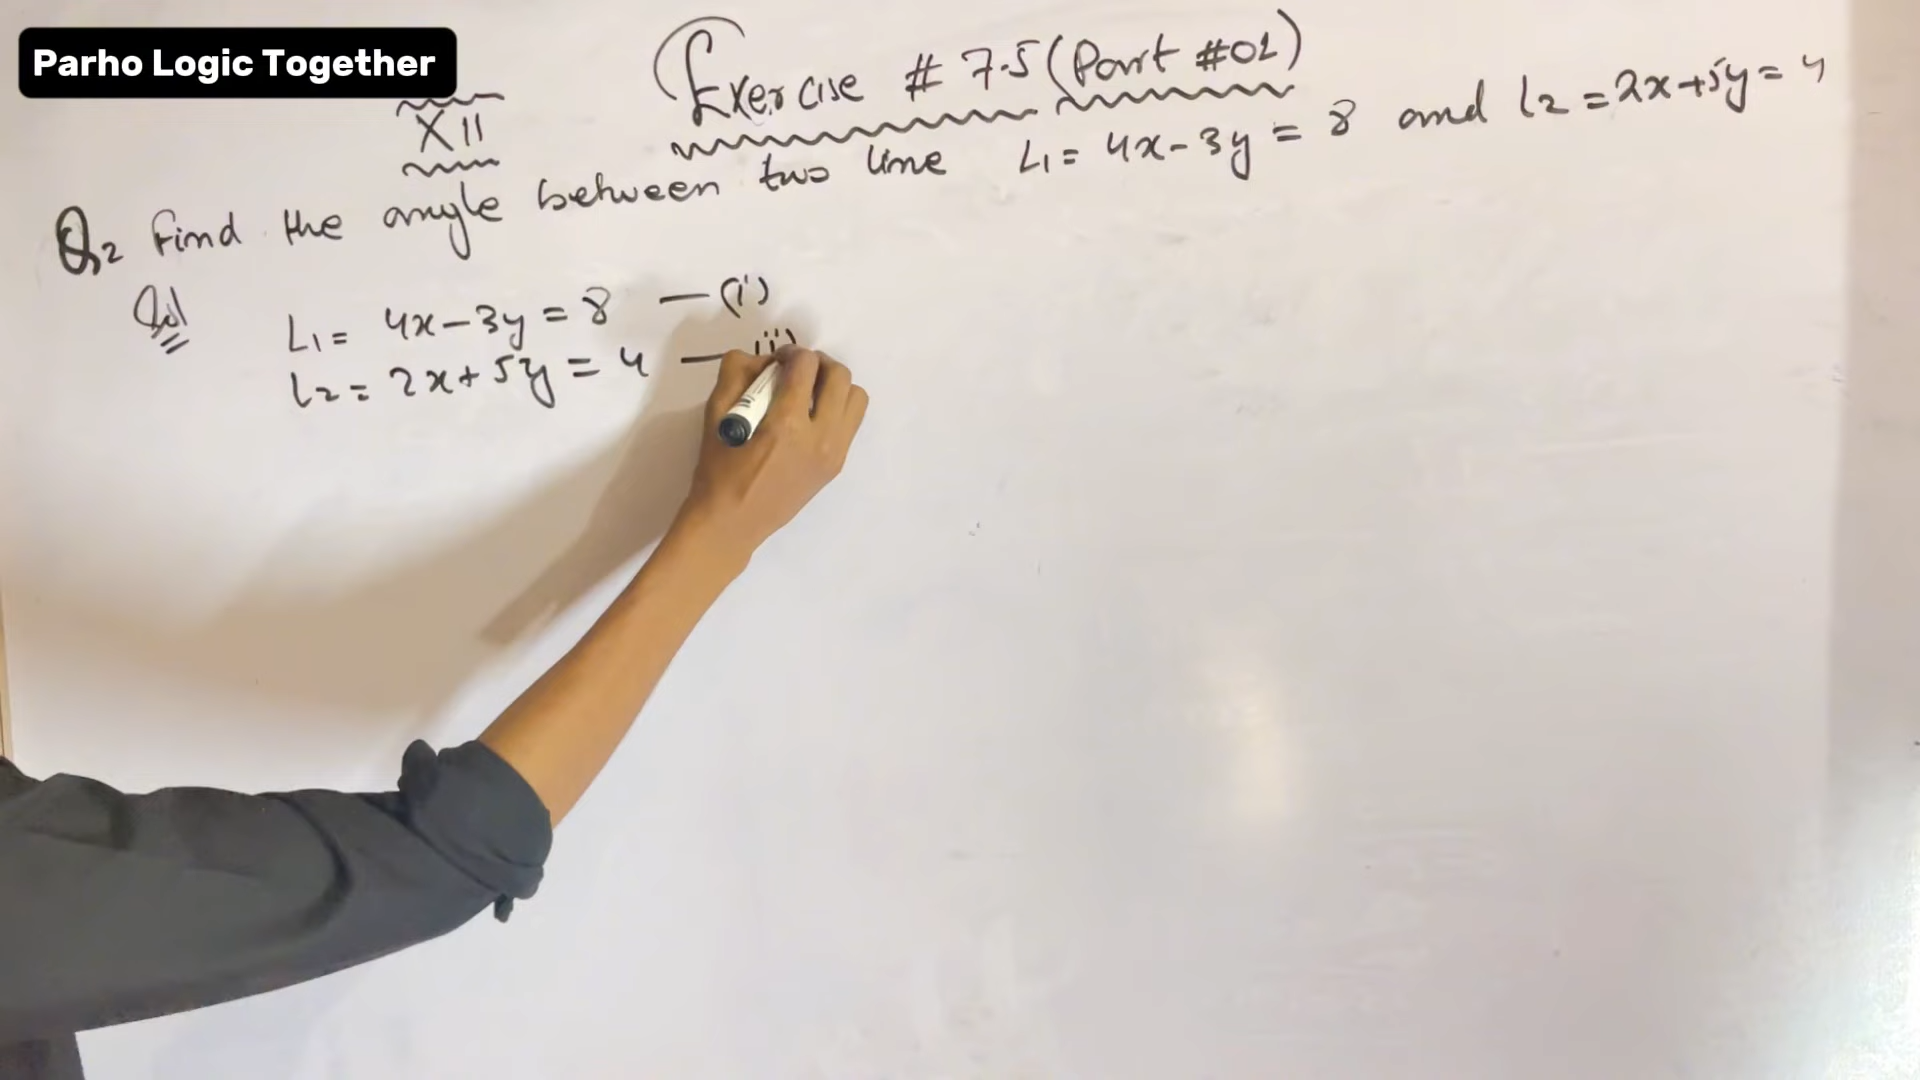 Parho Logic Together
Exercise # 7.5 (Part #01)
XII
Q2 Find the angle between two line L1 = 4x - 3y = 8 and L2 = 2x + 5y = 4
Sol
L1 = 4x - 3y = 8 — (i)
L2 = 2x + 5y = 4 — (ii)